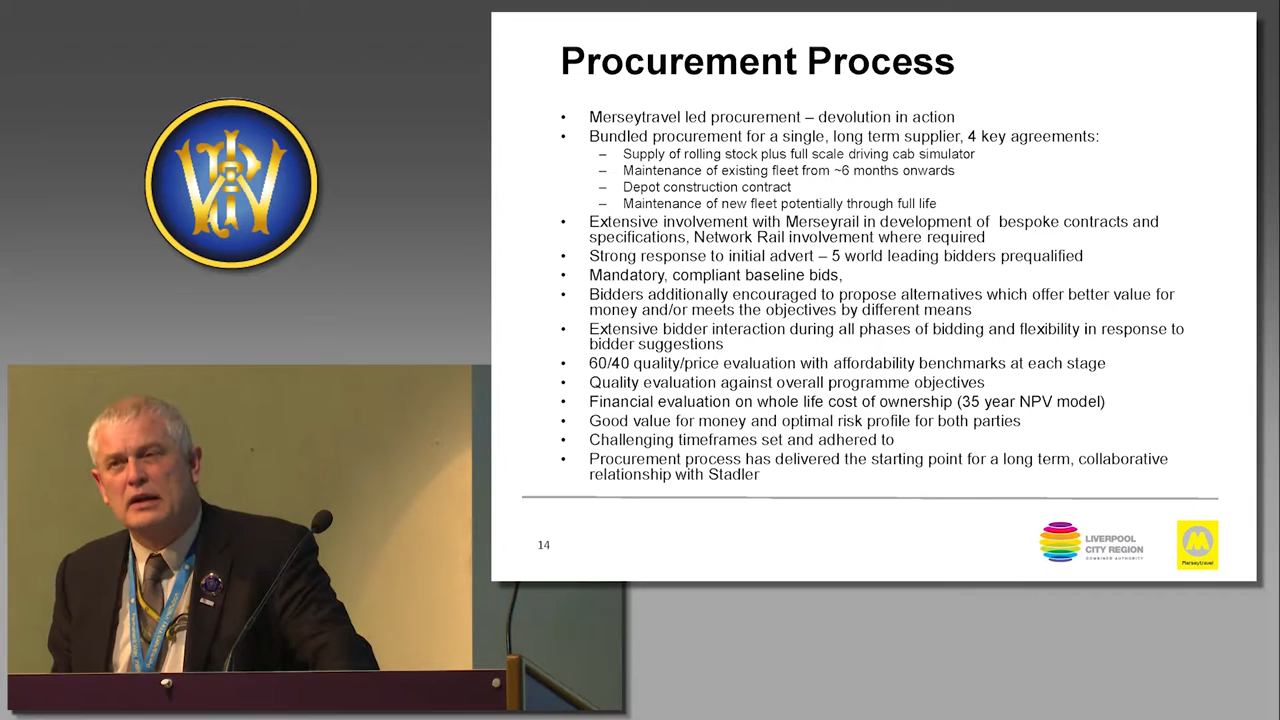 Procurement Process
• Merseytravel led procurement – devolution in action
• Bundled procurement for a single, long term supplier, 4 key agreements:
– Supply of rolling stock plus full scale driving cab simulator
– Maintenance of existing fleet from ~6 months onwards
– Depot construction contract
– Maintenance of new fleet potentially through full life
• Extensive involvement with Merseyrail in development of bespoke contracts and
specifications, Network Rail involvement where required
• Strong response to initial advert – 5 world leading bidders prequalified
• Mandatory, compliant baseline bids,
• Bidders additionally encouraged to propose alternatives which offer better value for
money and/or meets the objectives by different means
• Extensive bidder interaction during all phases of bidding and flexibility in response to
bidder suggestions
• 60/40 quality/price evaluation with affordability benchmarks at each stage
• Quality evaluation against overall programme objectives
• Financial evaluation on whole life cost of ownership (35 year NPV model)
• Good value for money and optimal risk profile for both parties
• Challenging timeframes set and adhered to
• Procurement process has delivered the starting point for a long term, collaborative
relationship with Stadler
14
LIVERPOOL
CITY REGION
COMBINED AUTHORITY
M
Merseytravel